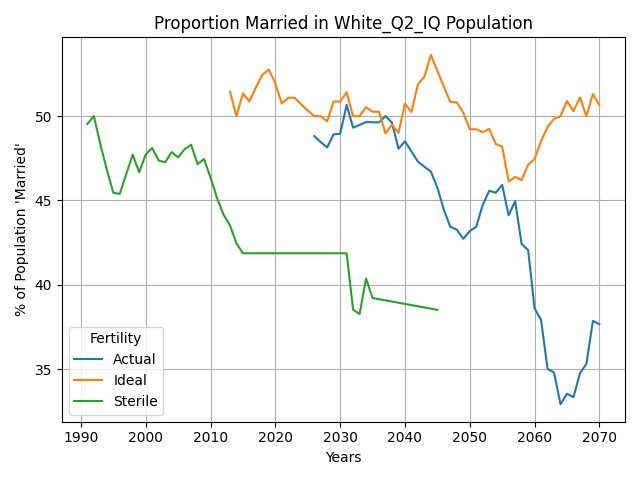 Proportion Married in White_Q2_IQ Population
% of Population 'Married'
50
45
40
35
Fertility
Actual
Ideal
Sterile
1990 2000 2010 2020 2030 2040 2050 2060 2070
Years